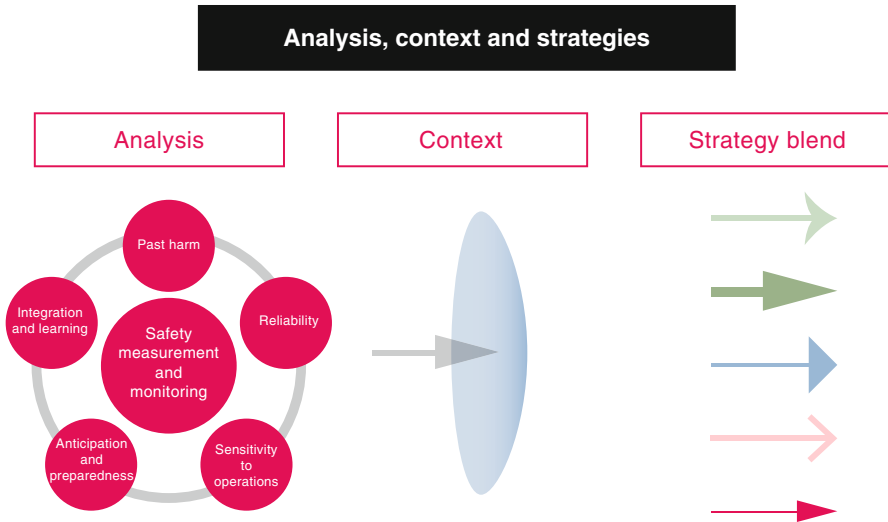 Analysis, context and strategies
Analysis
Context
Strategy blend
Past harm
Reliability
Sensitivity
to
operations
Anticipation
and
preparedness
Integration
and learning
Safety
measurement
and
monitoring